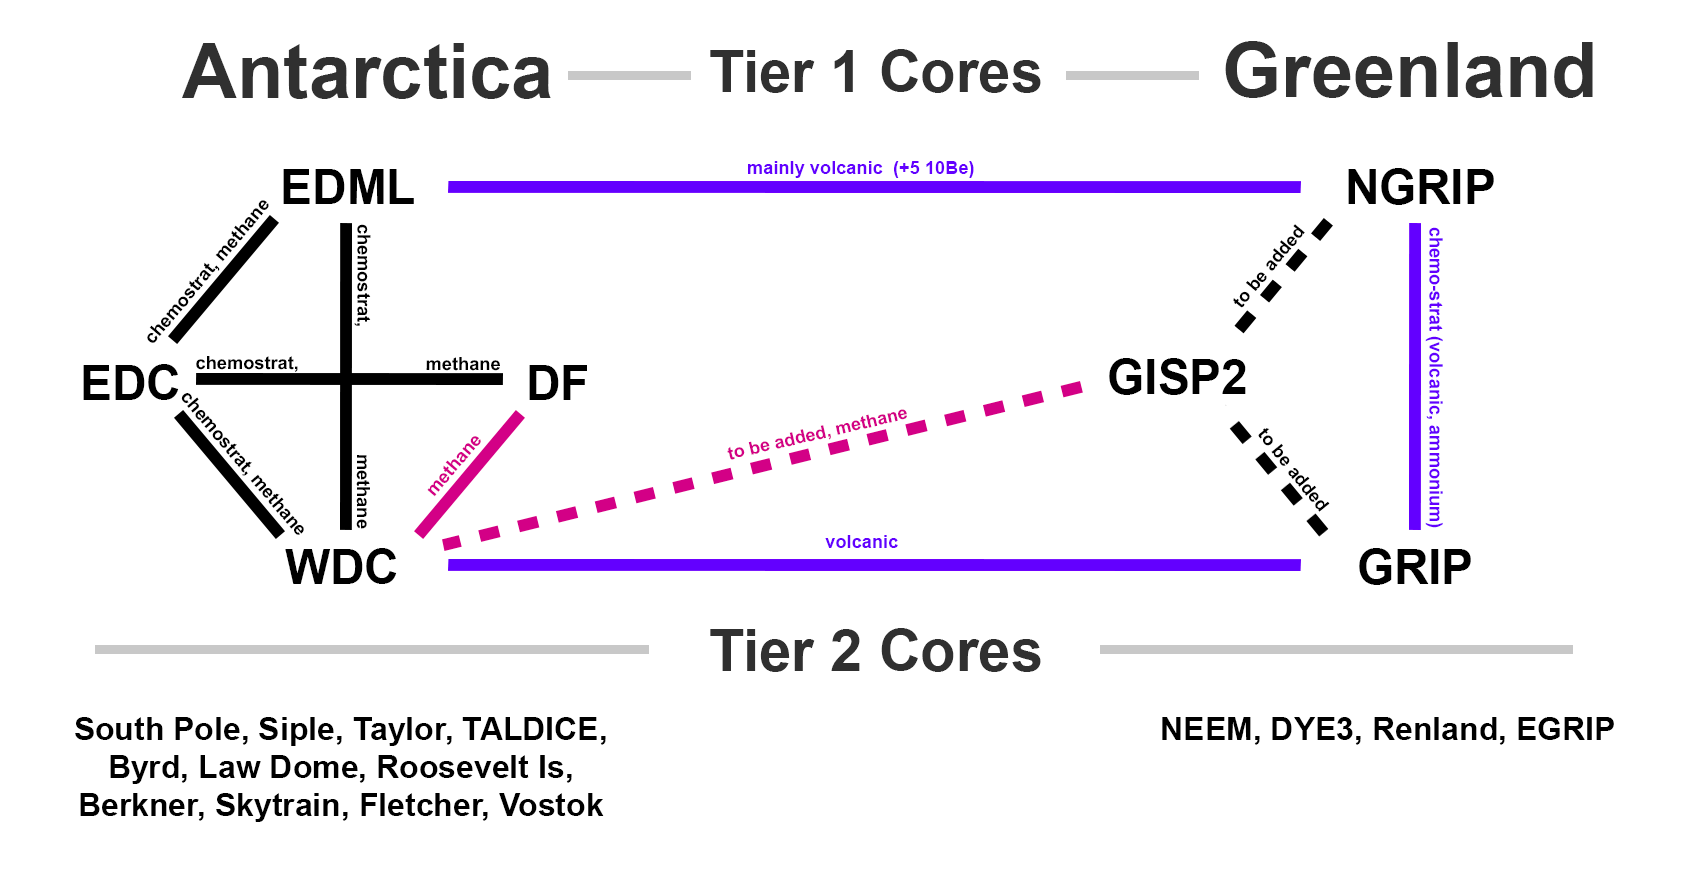 Antarctica
Tier 1 Cores
Greenland
mainly volcanic (+5 10Be)
EDML
NGRIP
chemostrat, methane
chemostrat,
methane
to be added
chemo-strat (volcanic, ammonium)
EDC
chemostrat,
methane
DF
GISP2
chemostrat, methane
methane
to be added, methane
to be added
volcanic
WDC
GRIP
Tier 2 Cores
South Pole, Siple, Taylor, TALDICE,
Byrd, Law Dome, Roosevelt Is,
Berkner, Skytrain, Fletcher, Vostok
NEEM, DYE3, Renland, EGRIP